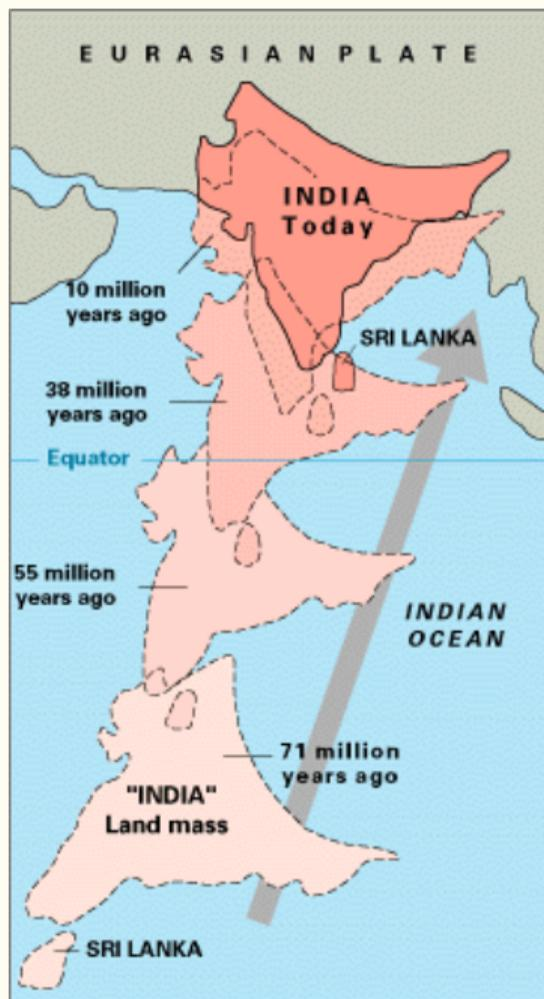 EURASIAN PLATE
INDIA
Today
10 million
years ago
SRI LANKA
38 million
years ago
Equator
55 million
years ago
INDIAN
OCEAN
71 million
years ago
"INDIA"
Land mass
SRI LANKA